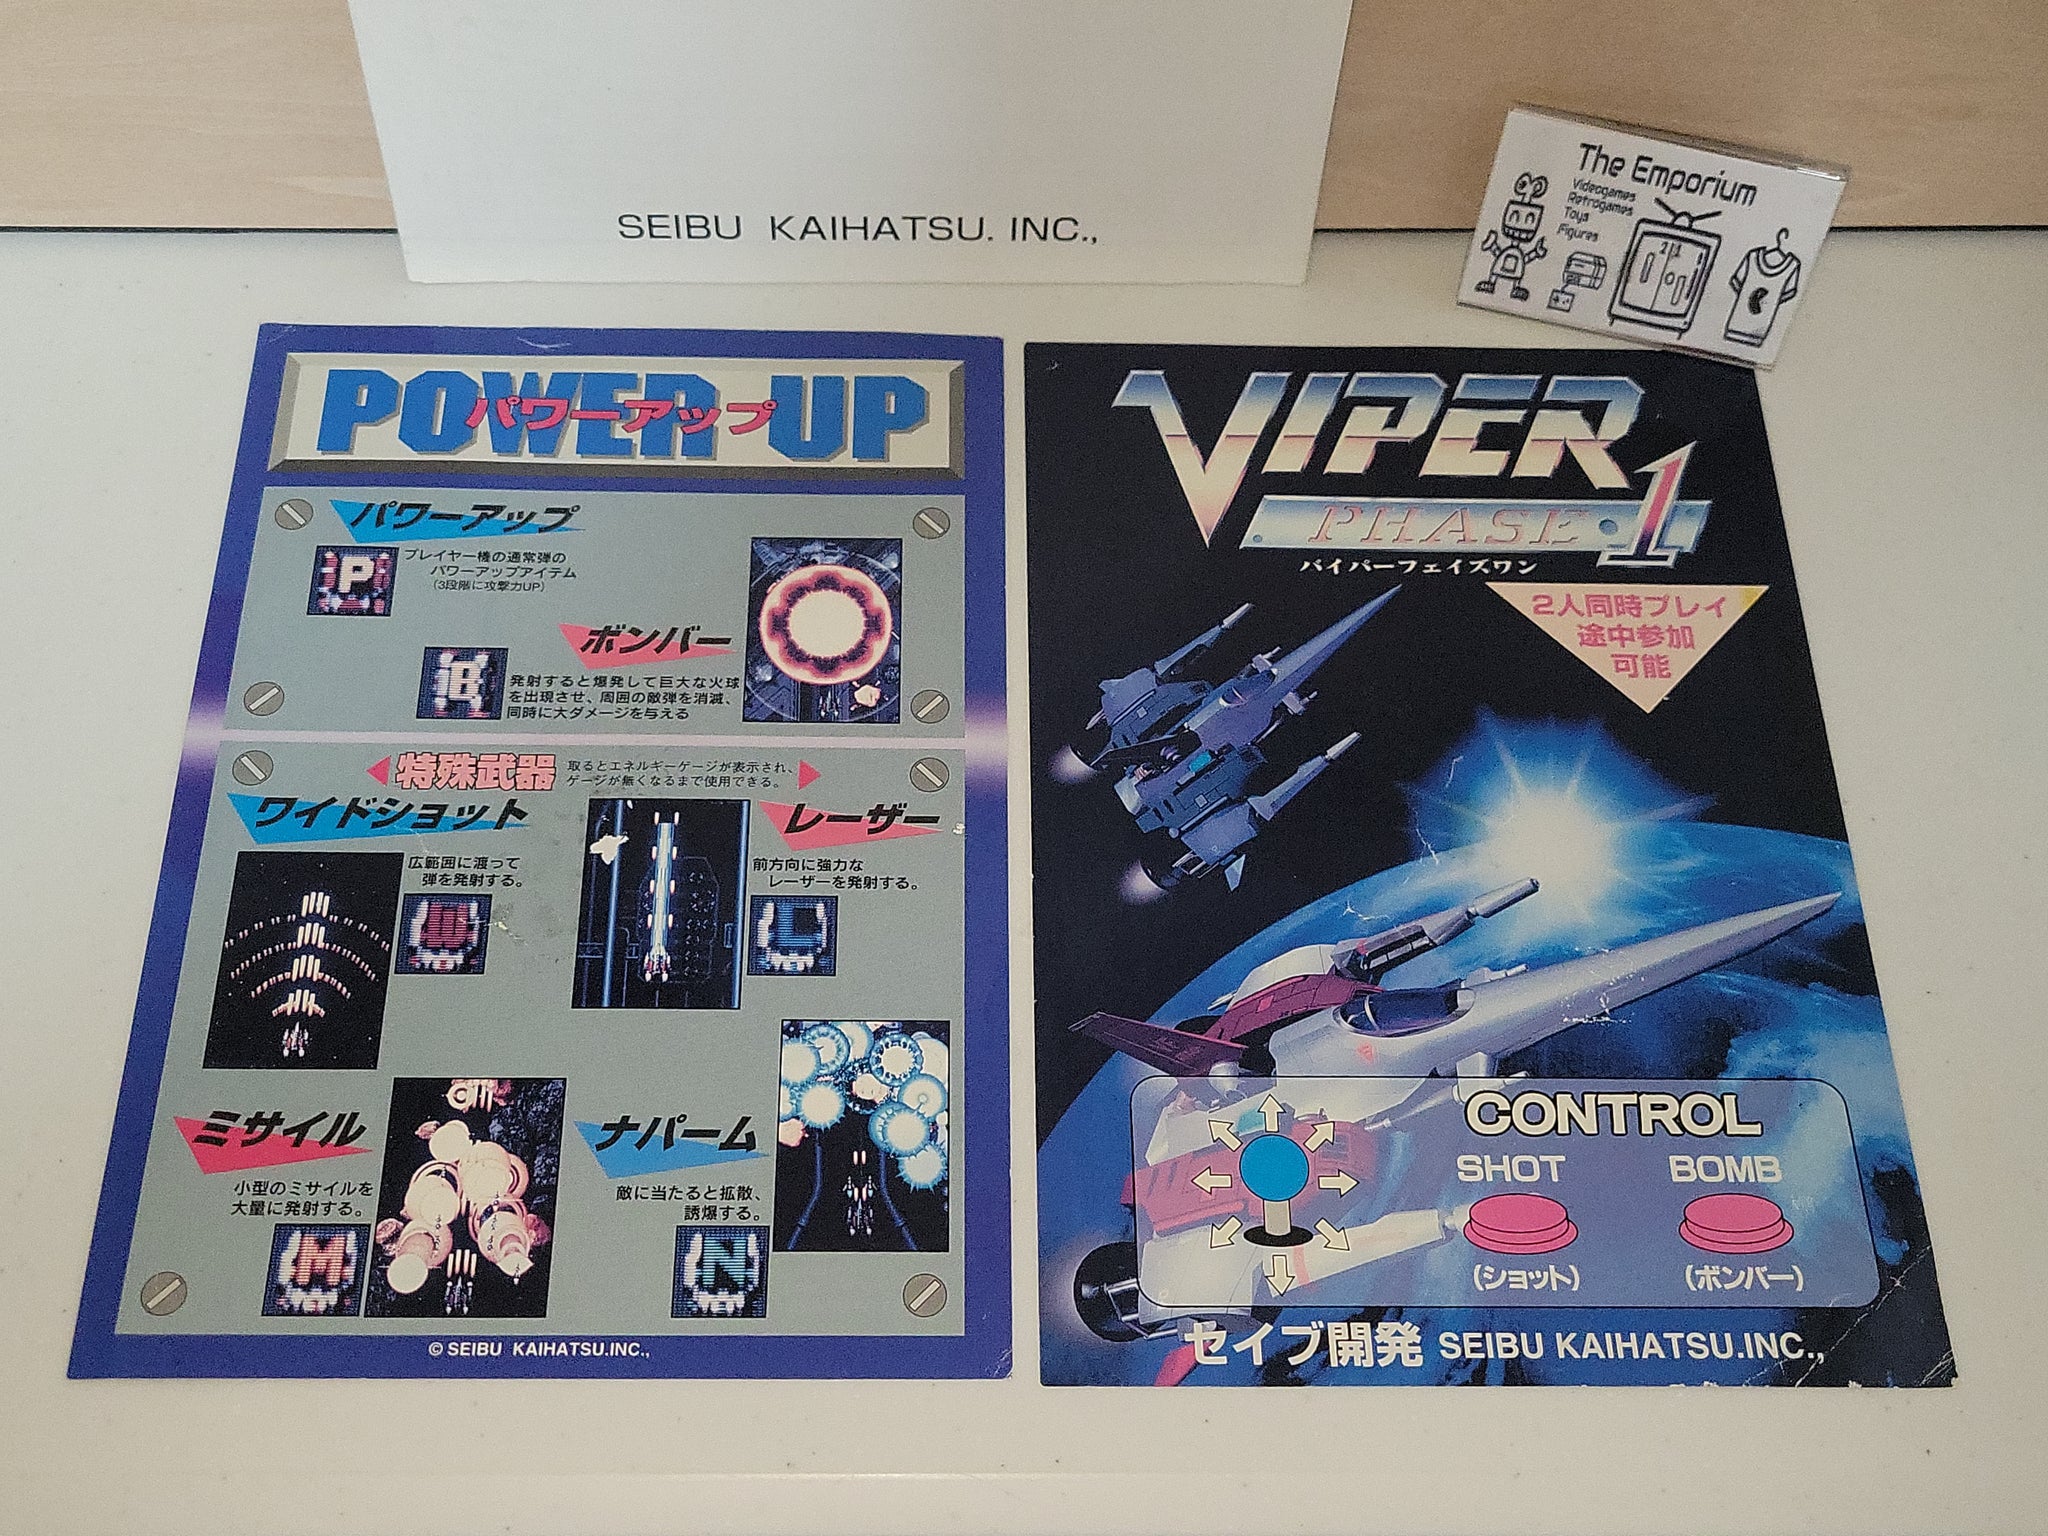 SEIBU KAIHATSU. INC.,
The Emporium
Videogames
Retrogames
Toys
Figures
POWER UP
パワーアップ
パワーアップ
P
プレイヤー機の通常弾の
パワーアップアイテム
(3段階に攻撃力UP)
ボンバー
B
発射すると爆発して巨大な火球
を出現させ、周囲の敵弾を消滅、
同時に大ダメージを与える
特殊武器
取るとエネルギーゲージが表示され、
ゲージが無くなるまで使用できる。
ワイドショット
広範囲に渡って
弾を発射する。
W
レーザー
前方向に強力な
レーザーを発射する。
L
ミサイル
小型のミサイルを
大量に発射する。
M
ナパーム
敵に当たると拡散、
誘爆する。
N
© SEIBU KAIHATSU.INC.,
VIPER
PHASE・1
バイパーフェイズワン
2人同時プレイ
途中参加
可能
CONTROL
SHOT
BOMB
(ショット)
(ボンバー)
セイブ開発 SEIBU KAIHATSU.INC.,